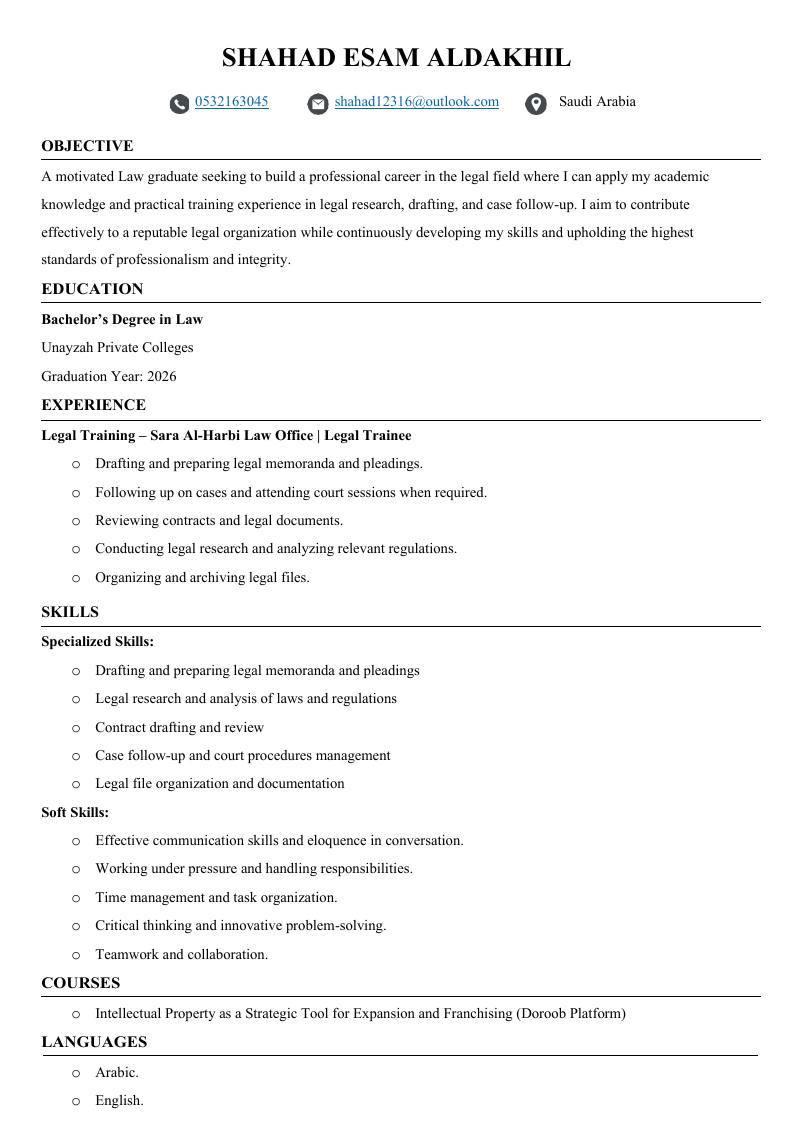 SHAHAD ESAM ALDAKHIL
0532163045 shahad12316@outlook.com Saudi Arabia
OBJECTIVE
A motivated Law graduate seeking to build a professional career in the legal field where I can apply my academic
knowledge and practical training experience in legal research, drafting, and case follow-up. I aim to contribute
effectively to a reputable legal organization while continuously developing my skills and upholding the highest
standards of professionalism and integrity.
EDUCATION
Bachelor’s Degree in Law
Unayzah Private Colleges
Graduation Year: 2026
EXPERIENCE
Legal Training – Sara Al-Harbi Law Office | Legal Trainee
o Drafting and preparing legal memoranda and pleadings.
o Following up on cases and attending court sessions when required.
o Reviewing contracts and legal documents.
o Conducting legal research and analyzing relevant regulations.
o Organizing and archiving legal files.
SKILLS
Specialized Skills:
o Drafting and preparing legal memoranda and pleadings
o Legal research and analysis of laws and regulations
o Contract drafting and review
o Case follow-up and court procedures management
o Legal file organization and documentation
Soft Skills:
o Effective communication skills and eloquence in conversation.
o Working under pressure and handling responsibilities.
o Time management and task organization.
o Critical thinking and innovative problem-solving.
o Teamwork and collaboration.
COURSES
o Intellectual Property as a Strategic Tool for Expansion and Franchising (Doroob Platform)
LANGUAGES
o Arabic.
o English.